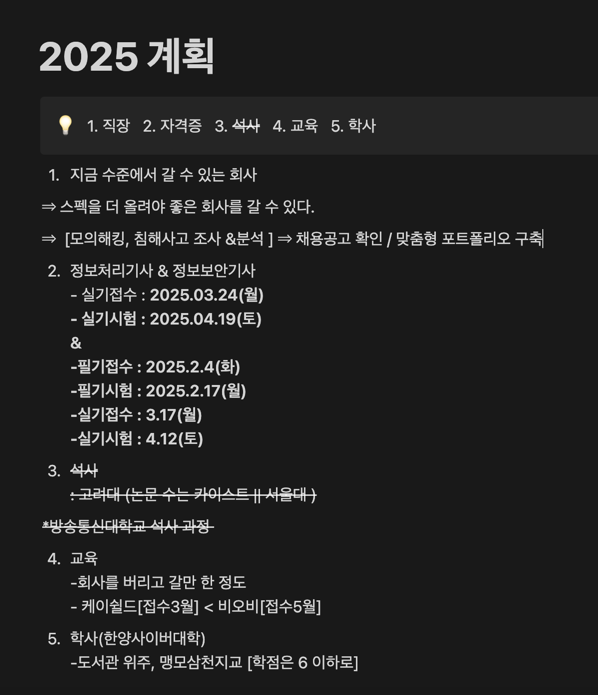 2025 계획
💡 1. 직장 2. 자격증 3. 석사 4. 교육 5. 학사
1. 지금 수준에서 갈 수 있는 회사
⇒ 스펙을 더 올려야 좋은 회사를 갈 수 있다.
⇒ [모의해킹, 침해사고 조사 &분석 ] ⇒ 채용공고 확인 / 맞춤형 포트폴리오 구축
2. 정보처리기사 & 정보보안기사
- 실기접수 : 2025.03.24(월)
- 실기시험 : 2025.04.19(토)
&
-필기접수 : 2025.2.4(화)
-필기시험 : 2025.2.17(월)
-실기접수 : 3.17(월)
-실기시험 : 4.12(토)
3. 석사
: 고려대 (논문 수는 카이스트 || 서울대 )
*방송통신대학교 석사 과정
4. 교육
-회사를 버리고 갈만 한 정도
- 케이쉴드[접수3월] < 비오비[접수5월]
5. 학사(한양사이버대학)
-도서관 위주, 맹모삼천지교 [학점은 6 이하로]